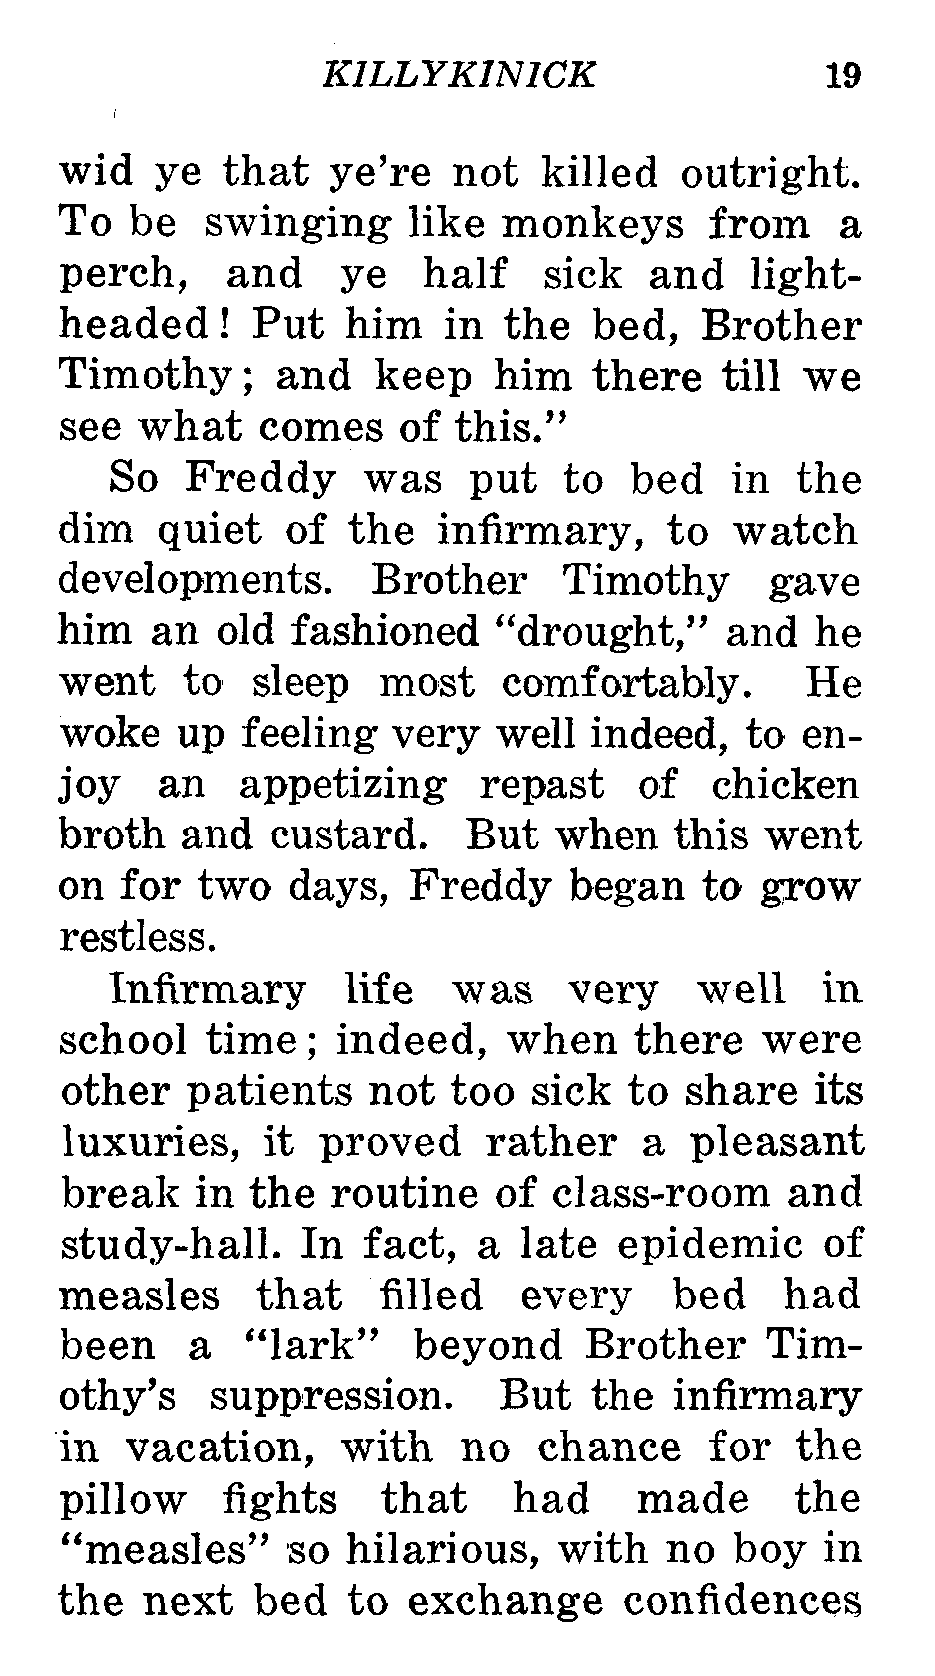 KILLYKINICK 19
wid ye that ye're not killed outright.
To be swinging like monkeys from a
perch, and ye half sick and light-
headed! Put him in the bed, Brother
Timothy; and keep him there till we
see what comes of this."
So Freddy was put to bed in the
dim quiet of the infirmary, to watch
developments. Brother Timothy gave
him an old fashioned "drought," and he
went to sleep most comfortably. He
woke up feeling very well indeed, to en-
joy an appetizing repast of chicken
broth and custard. But when this went
on for two days, Freddy began to grow
restless.
Infirmary life was very well in
school time; indeed, when there were
other patients not too sick to share its
luxuries, it proved rather a pleasant
break in the routine of class-room and
study-hall. In fact, a late epidemic of
measles that filled every bed had
been a "lark" beyond Brother Tim-
othy's suppression. But the infirmary
in vacation, with no chance for the
pillow fights that had made the
"measles" so hilarious, with no boy in
the next bed to exchange confidences